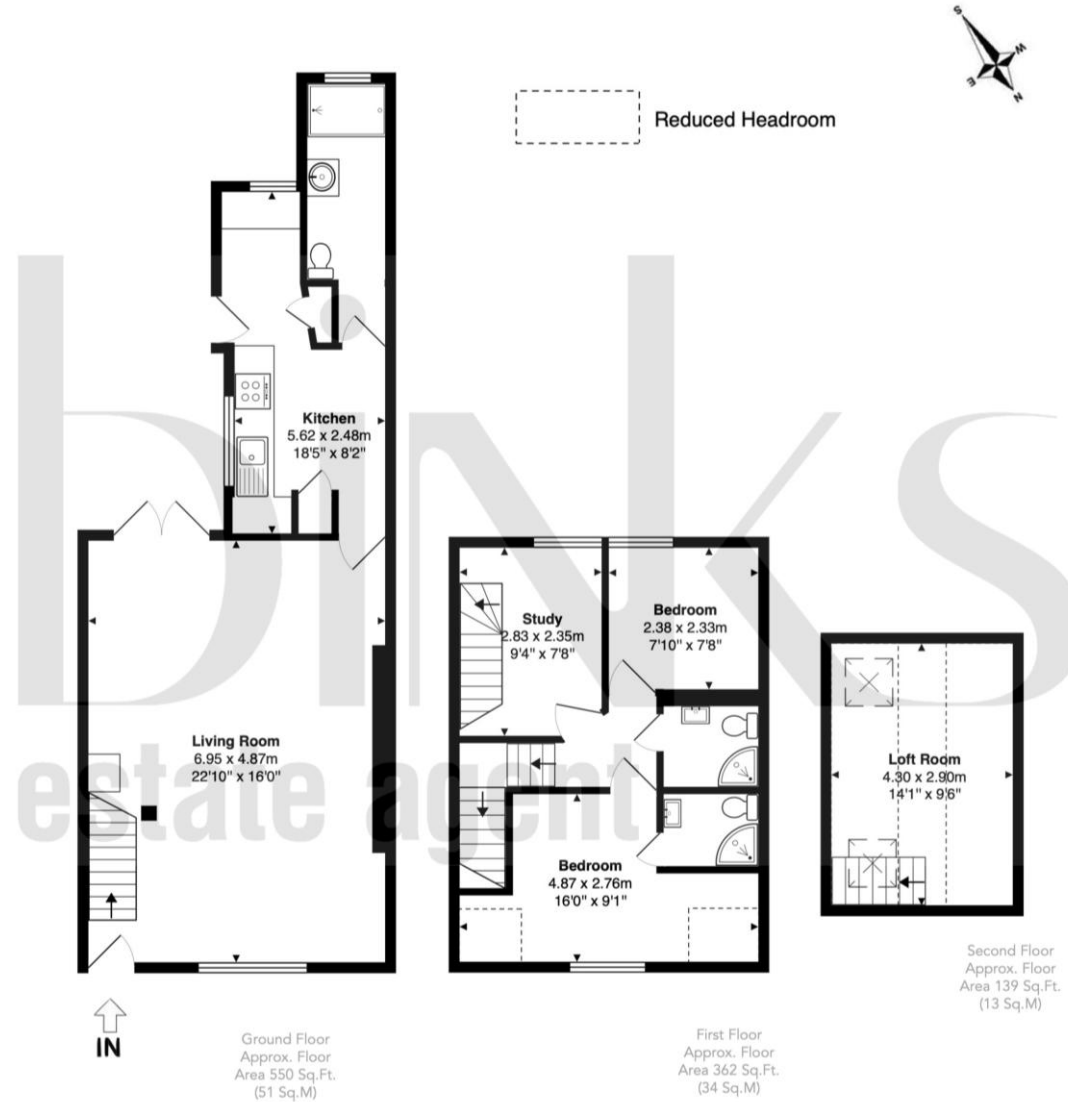 S
W
E
N
Reduced Headroom
binks
estate agent
Kitchen
5.62 x 2.48m
18'5" x 8'2"
Living Room
6.95 x 4.87m
22'10" x 16'0"
IN
Ground Floor
Approx. Floor
Area 550 Sq.Ft.
(51 Sq.M)
Study
2.83 x 2.35m
9'4" x 7'8"
Bedroom
2.38 x 2.33m
7'10" x 7'8"
Bedroom
4.87 x 2.76m
16'0" x 9'1"
First Floor
Approx. Floor
Area 362 Sq.Ft.
(34 Sq.M)
Loft Room
4.30 x 2.90m
14'1" x 9'6"
Second Floor
Approx. Floor
Area 139 Sq.Ft.
(13 Sq.M)